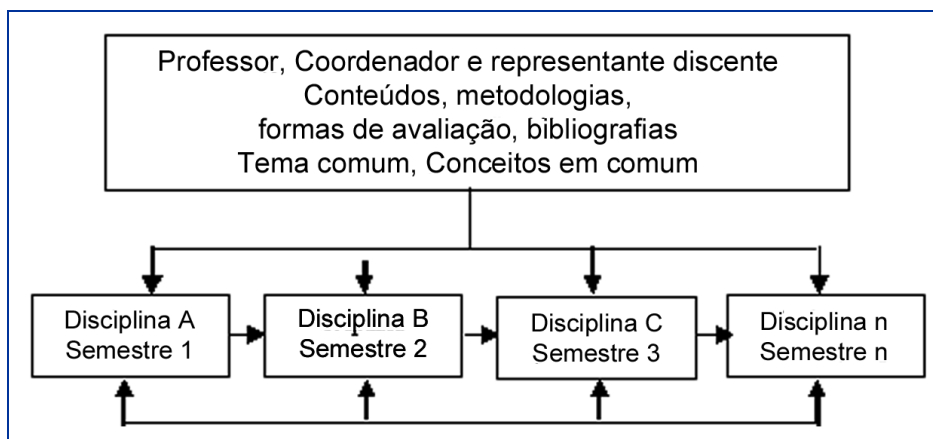 Professor, Coordenador e representante discente
Conteúdos, metodologias,
formas de avaliação, bibliografias
Tema comum, Conceitos em comum
Disciplina A
Semestre 1
Disciplina B
Semestre 2
Disciplina C
Semestre 3
Disciplina n
Semestre n